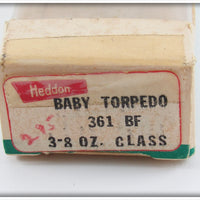 Heddon
BABY TORPEDO
361 BF
3-8 OZ. CLASS